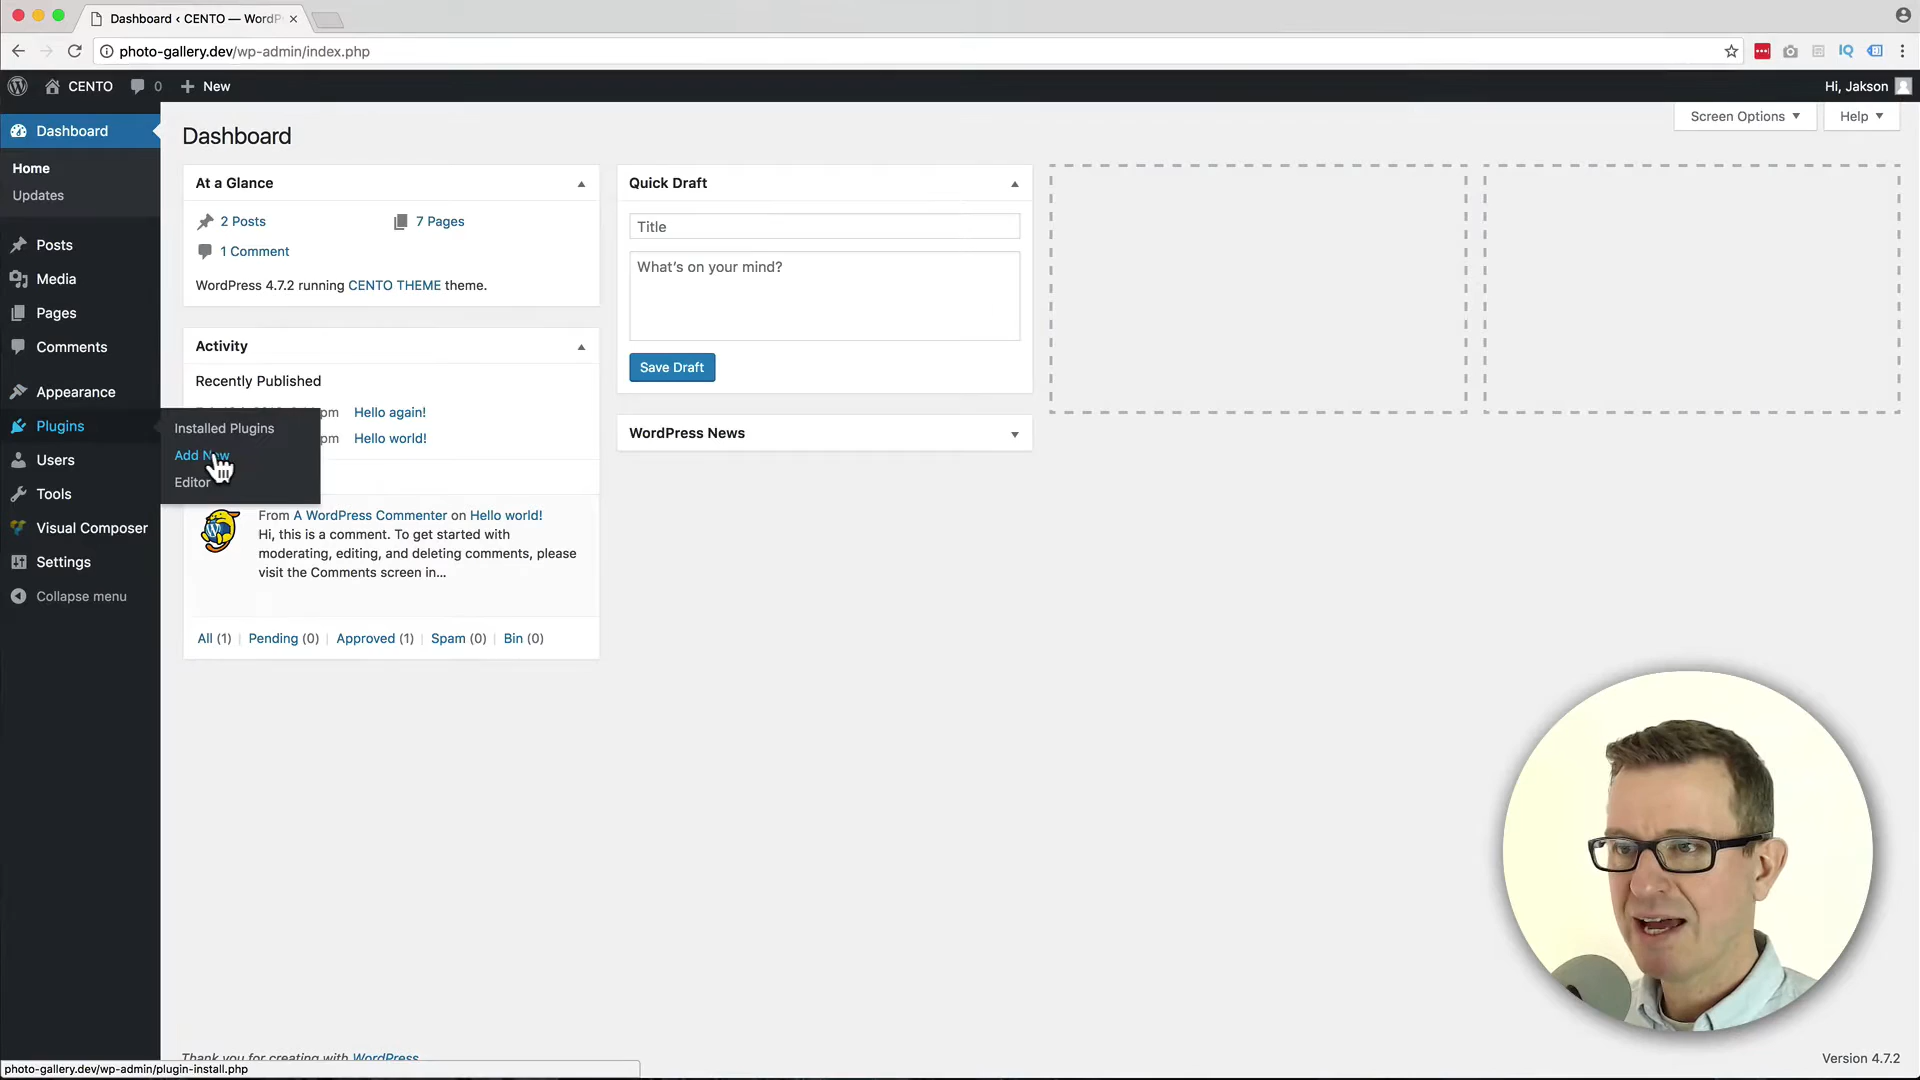 Dashboard ‹ CENTO — WordP
photo-gallery.dev/wp-admin/index.php
CENTO 0 New Hi, Jakson
Dashboard
Home
Updates
Posts
Media
Pages
Comments
Appearance
Plugins
Users
Tools
Visual Composer
Settings
Collapse menu
Installed Plugins
Add New
Editor
Dashboard
Screen Options Help
At a Glance
2 Posts 7 Pages
1 Comment
WordPress 4.7.2 running CENTO THEME theme.
Activity
Recently Published
pm Hello again!
pm Hello world!
From A WordPress Commenter on Hello world!
Hi, this is a comment. To get started with
moderating, editing, and deleting comments, please
visit the Comments screen in...
All (1) | Pending (0) | Approved (1) | Spam (0) | Bin (0)
Quick Draft
Title
What's on your mind?
Save Draft
WordPress News
Thank you for creating with WordPress
Version 4.7.2
photo-gallery.dev/wp-admin/plugin-install.php